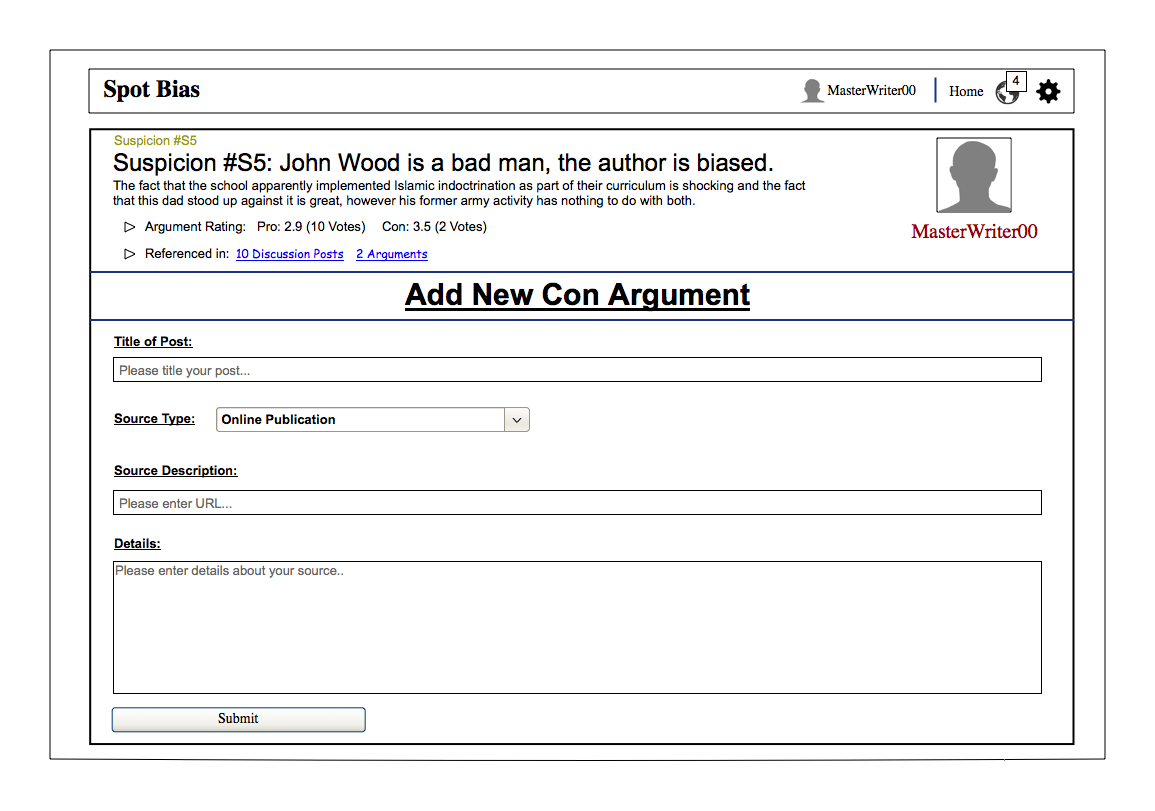 Spot Bias
MasterWriter00
Home
4
Suspicion #S5
Suspicion #S5: John Wood is a bad man, the author is biased.
The fact that the school apparently implemented Islamic indoctrination as part of their curriculum is shocking and the fact
that this dad stood up against it is great, however his former army activity has nothing to do with both.
Argument Rating: Pro: 2.9 (10 Votes) Con: 3.5 (2 Votes)
Referenced in: 10 Discussion Posts 2 Arguments
MasterWriter00
Add New Con Argument
Title of Post:
Please title your post...
Source Type: Online Publication
Source Description:
Please enter URL...
Details:
Please enter details about your source..
Submit